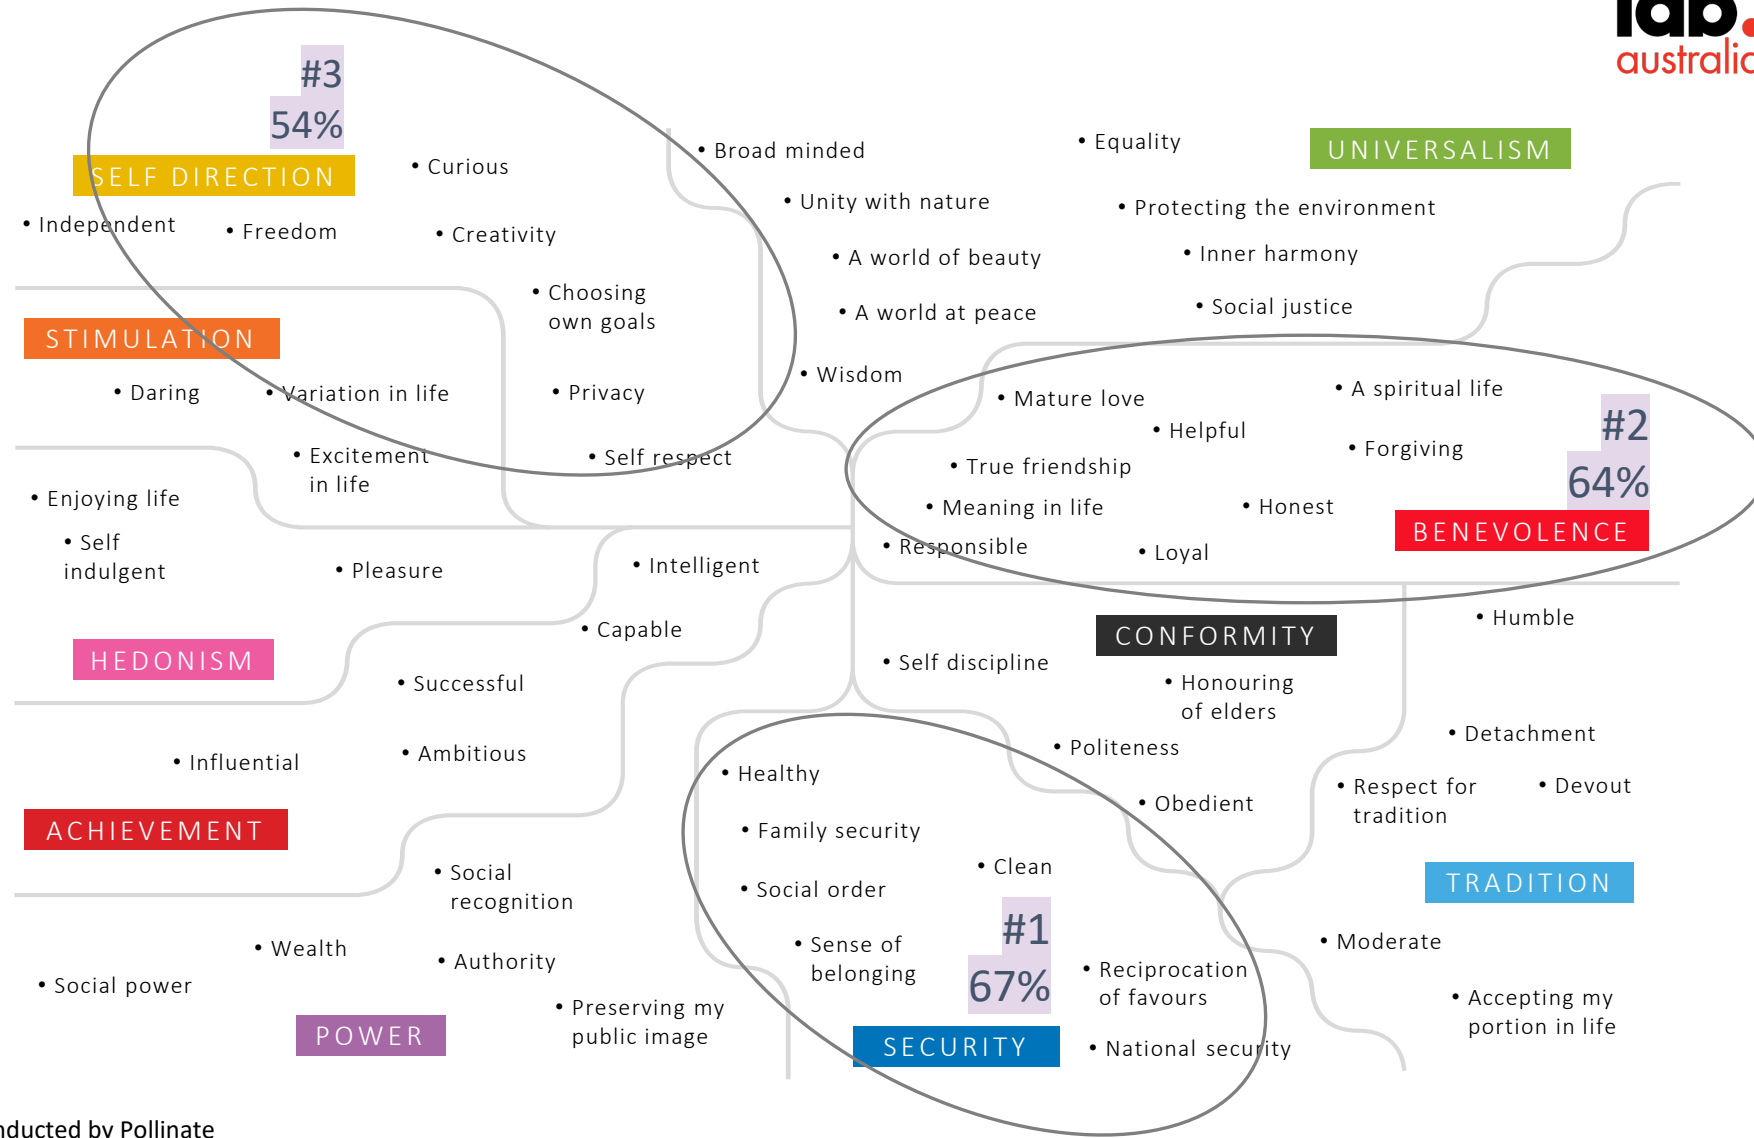 iab.
australia
#3
54%
SELF DIRECTION
• Independent
• Freedom
• Curious
• Creativity
• Choosing
own goals
• Privacy
• Self respect
• Broad minded
• Unity with nature
• A world of beauty
• A world at peace
• Wisdom
• Equality
UNIVERSALISM
• Protecting the environment
• Inner harmony
• Social justice
STIMULATION
• Daring
• Variation in life
• Excitement
in life
• Mature love
• A spiritual life
• Helpful
• Forgiving
• True friendship
• Meaning in life
• Honest
• Responsible
• Loyal
#2
64%
BENEVOLENCE
• Enjoying life
• Self
indulgent
• Pleasure
HEDONISM
• Intelligent
• Capable
• Successful
• Influential
• Ambitious
ACHIEVEMENT
CONFORMITY
• Self discipline
• Honouring
of elders
• Politeness
• Obedient
• Humble
• Detachment
• Respect for
tradition
• Devout
TRADITION
• Moderate
• Accepting my
portion in life
• Healthy
• Family security
• Clean
• Social order
• Sense of
belonging
#1
67%
• Reciprocation
of favours
SECURITY
• National security
• Social
recognition
• Wealth
• Authority
• Social power
• Preserving my
public image
POWER
nducted by Pollinate